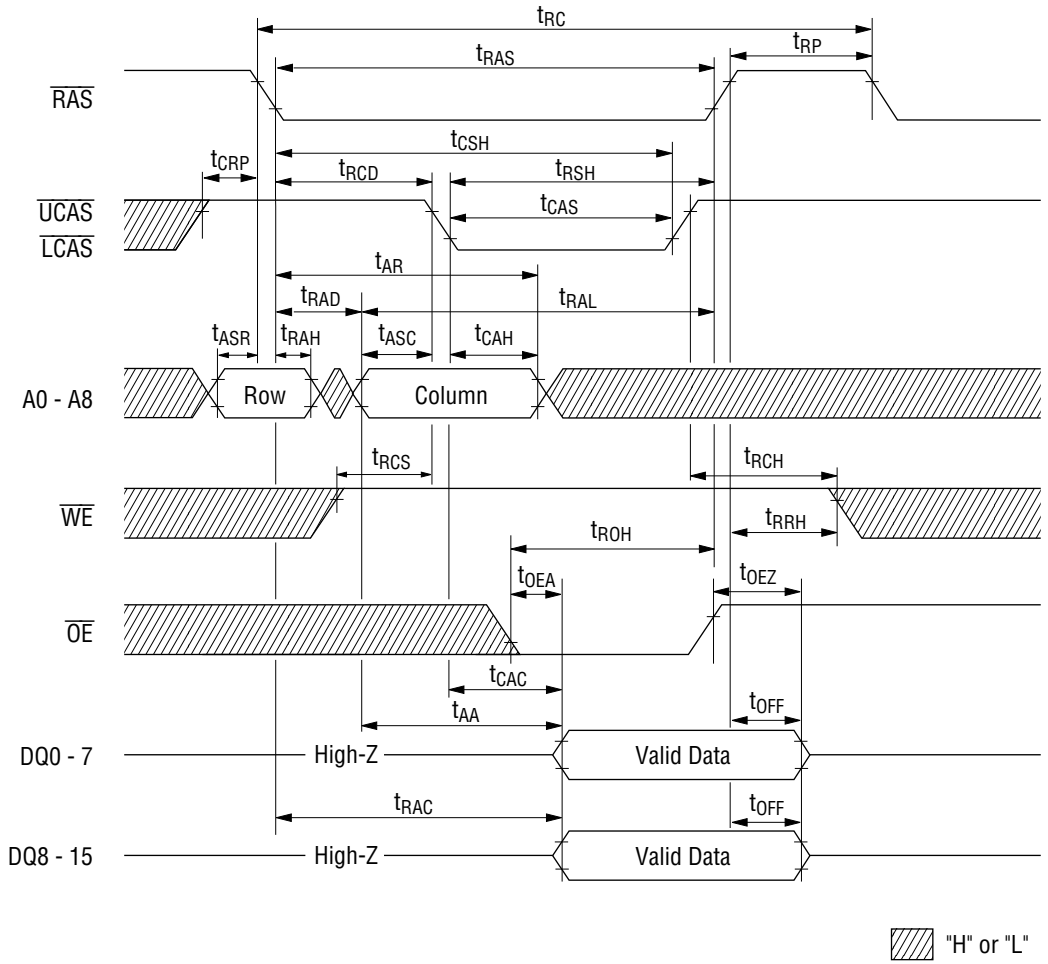 tRC
tRP
tRAS
RAS
tCSH
tCRP
tRCD
tRSH
UCAS
tCAS
LCAS
tAR
tRAD
tRAL
tASR
tRAH
tASC
tCAH
A0 - A8
Row
Column
tRCS
tRCH
WE
tRRH
tROH
tOEA
tOEZ
OE
tCAC
tAA
tOFF
DQ0 - 7
High-Z
Valid Data
tRAC
tOFF
DQ8 - 15
High-Z
Valid Data
"H" or "L"